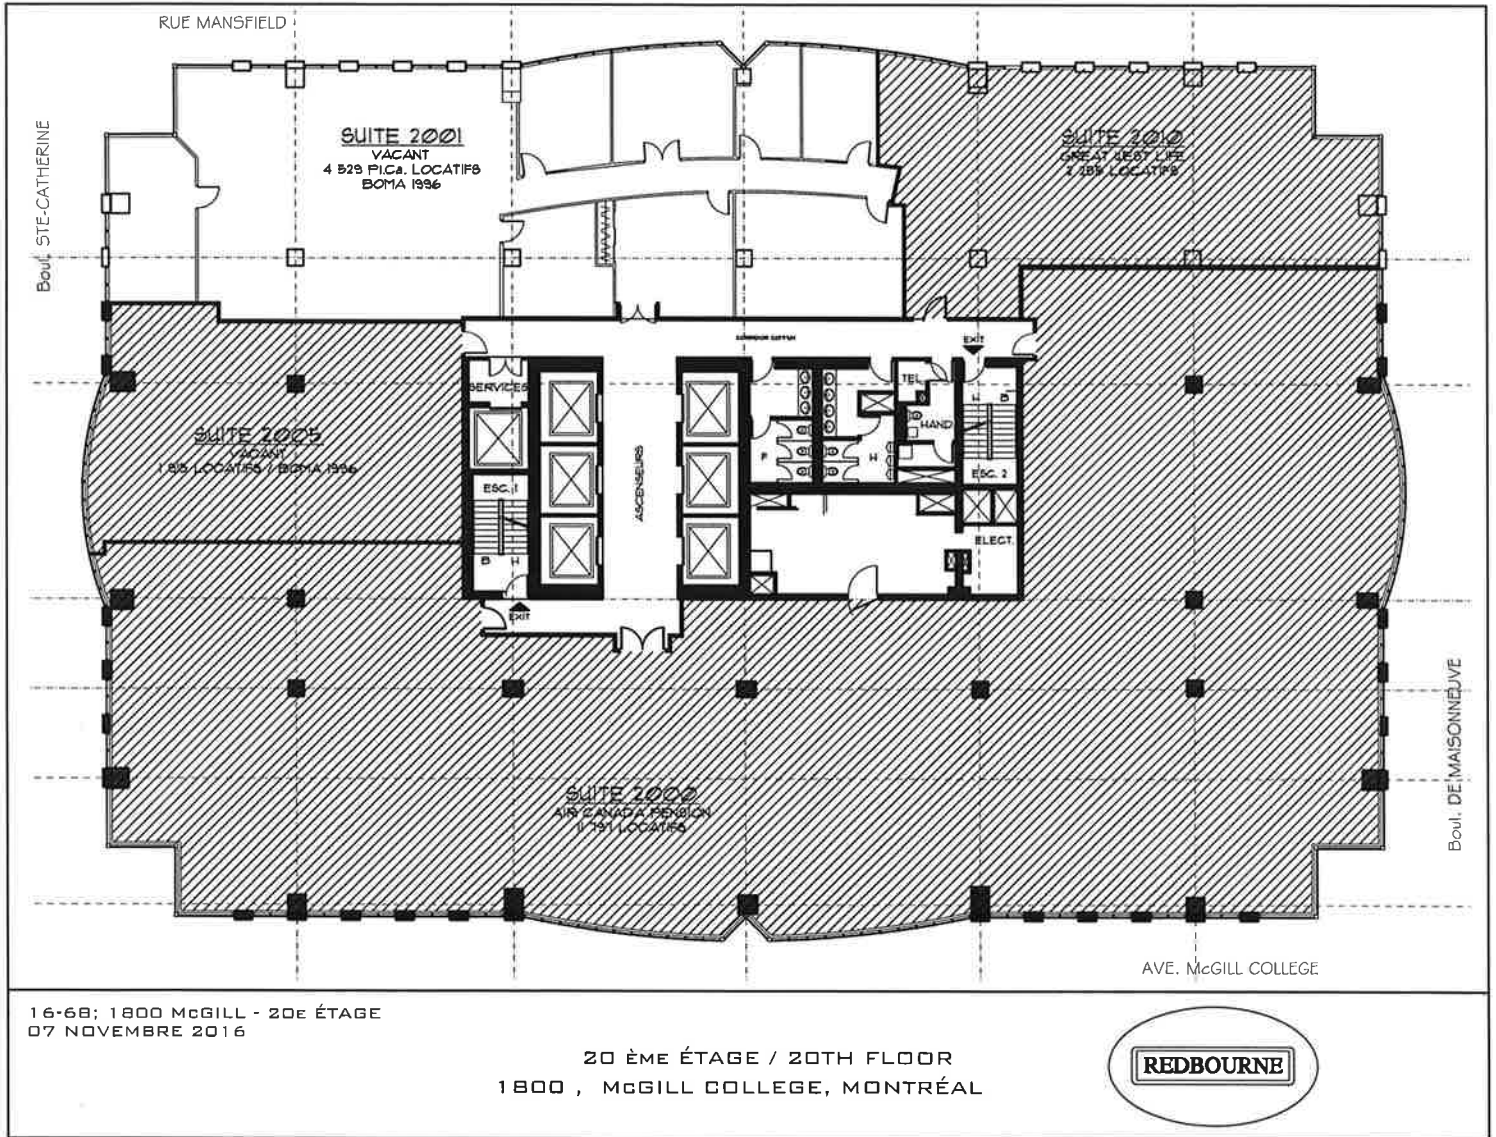 RUE MANSFIELD
Boul. STE-CATHERINE
SUITE 2001
VACANT
4 529 PI.Ca. LOCATIFS
BOMA 1996
SUITE 2010
GREAT WEST LIFE
LOCATIFS
EXIT
SERVICES
TEL.
HAND
H B
ESC. 2
F
H
ELECT.
ASCENSEURS
ESC. 1
B H
EXIT
SUITE 2005
VACANT
LOCATIFS / BOMA 1996
SUITE 2000
AIR CANADA PENSION
11 791 LOCATIFS
Boul. DE MAISONNEUVE
AVE. McGILL COLLEGE
16-68; 1800 McGILL - 20E ÉTAGE
07 NOVEMBRE 2016
20 ÈME ÉTAGE / 20TH FLOOR
1800 , McGILL COLLEGE, MONTRÉAL
REDBOURNE